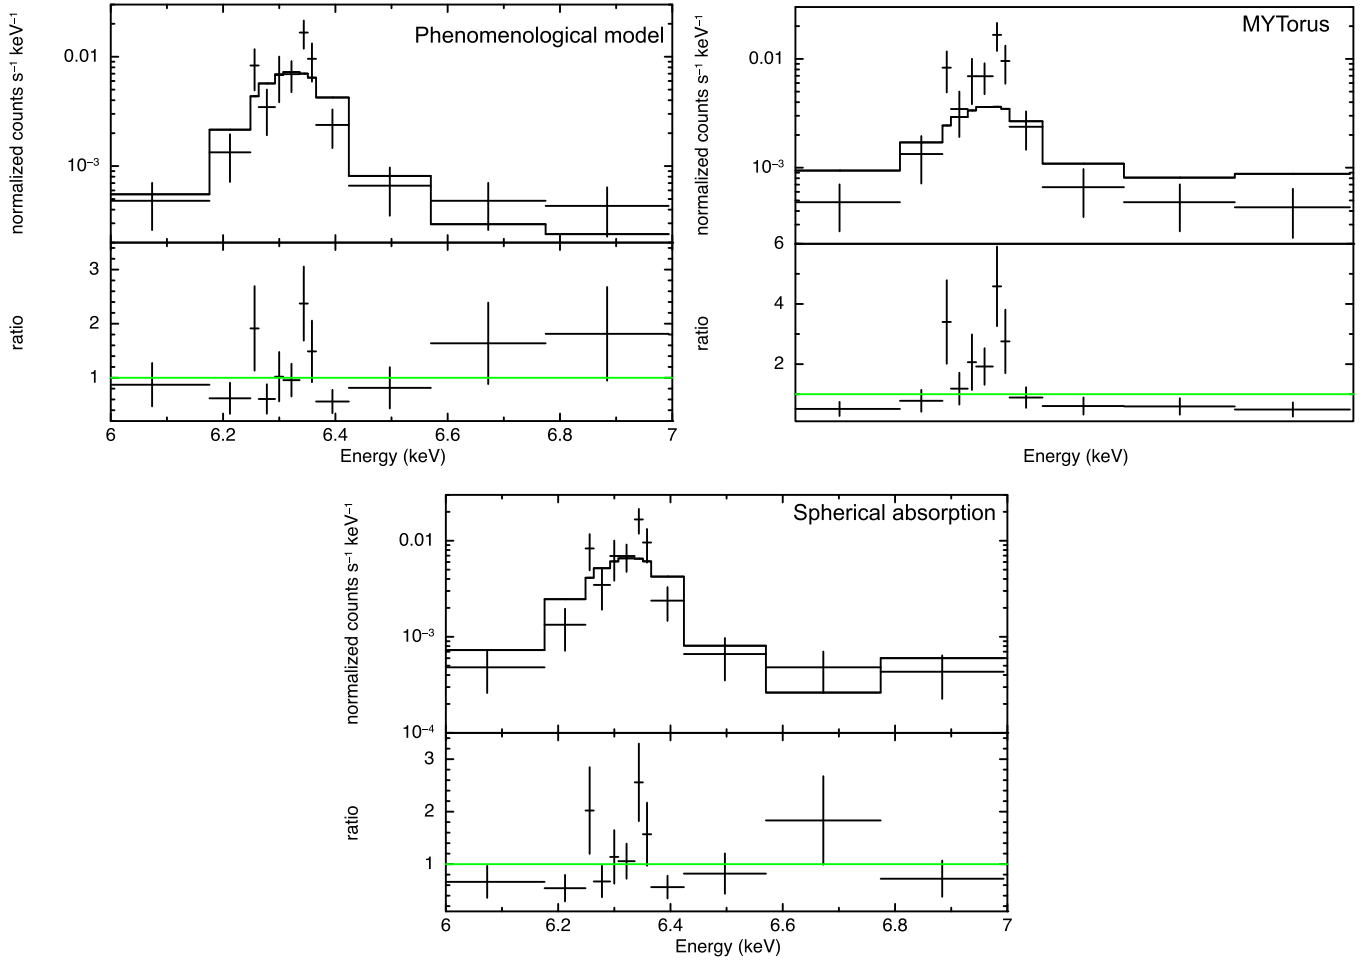 Phenomenological model
normalized counts s⁻¹ keV⁻¹
0.01
10⁻³
ratio
3
2
1
6 6.2 6.4 6.6 6.8 7
Energy (keV)
MYTorus
normalized counts s⁻¹ keV⁻¹
0.01
10⁻³
ratio
6
4
2
Energy (keV)
Spherical absorption
normalized counts s⁻¹ keV⁻¹
0.01
10⁻³
10⁻⁴
ratio
3
2
1
6 6.2 6.4 6.6 6.8 7
Energy (keV)